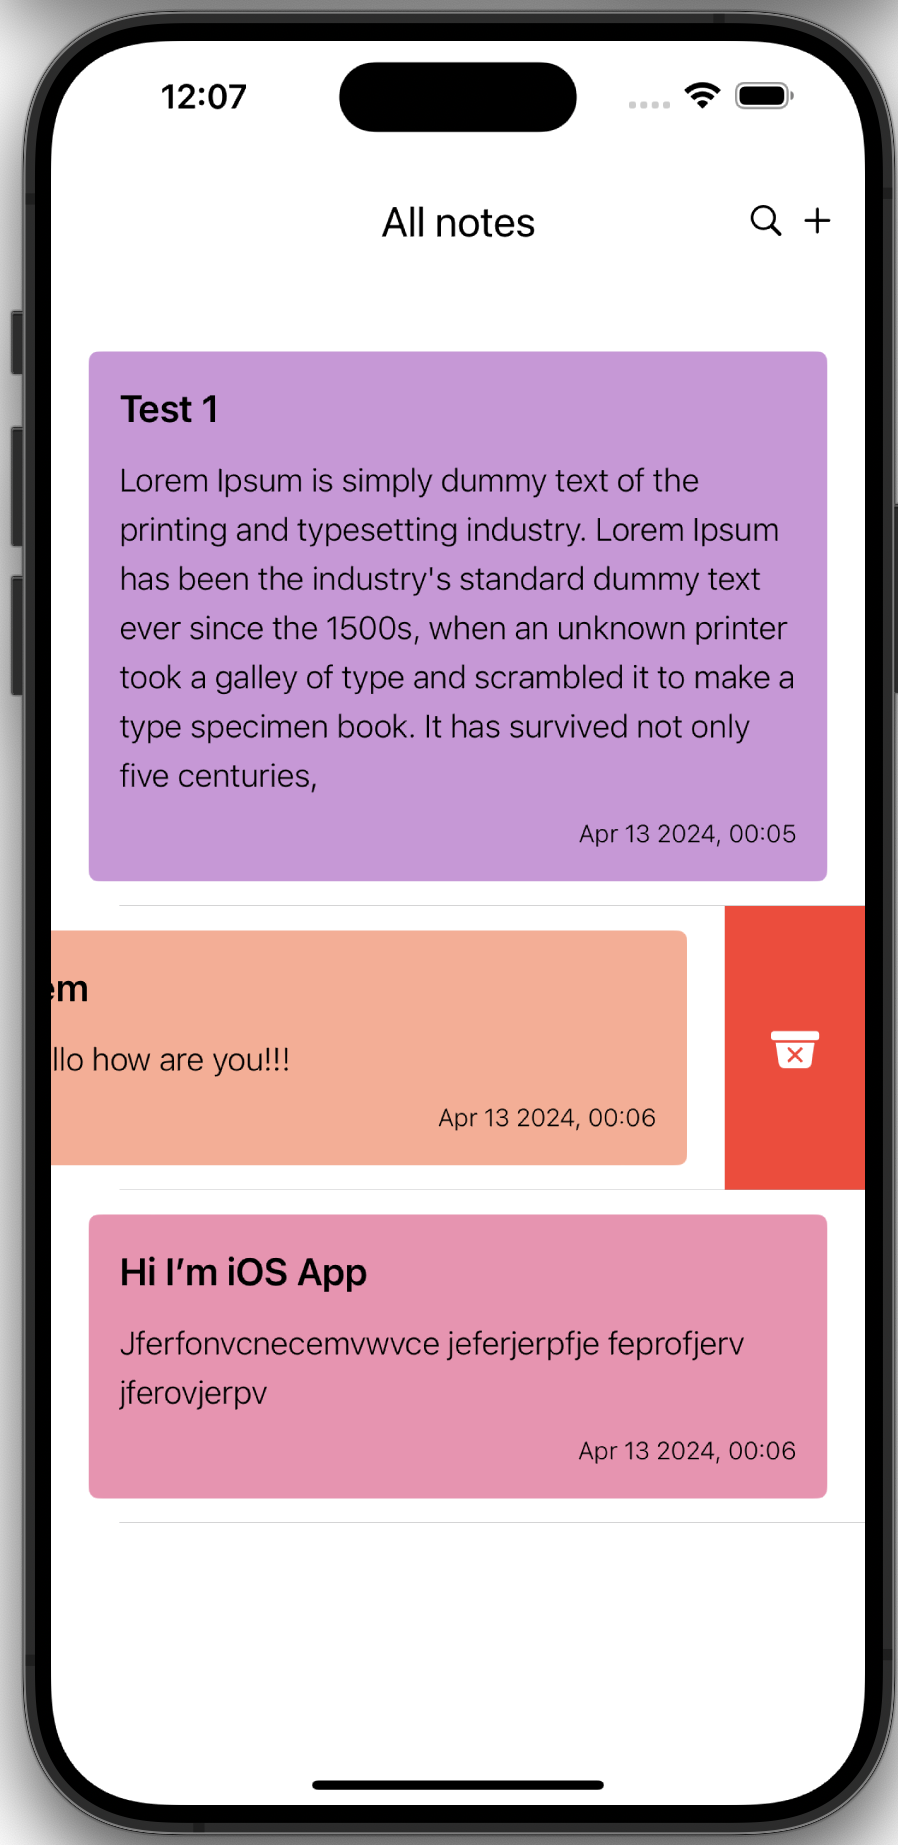 12:07
All notes
Test 1
Lorem Ipsum is simply dummy text of the
printing and typesetting industry. Lorem Ipsum
has been the industry's standard dummy text
ever since the 1500s, when an unknown printer
took a galley of type and scrambled it to make a
type specimen book. It has survived not only
five centuries,
Apr 13 2024, 00:05
em
llo how are you!!!
Apr 13 2024, 00:06
Hi I’m iOS App
Jferfonvcnecemvwvce jeferjerpfje feprofjerv
jferovjerpv
Apr 13 2024, 00:06